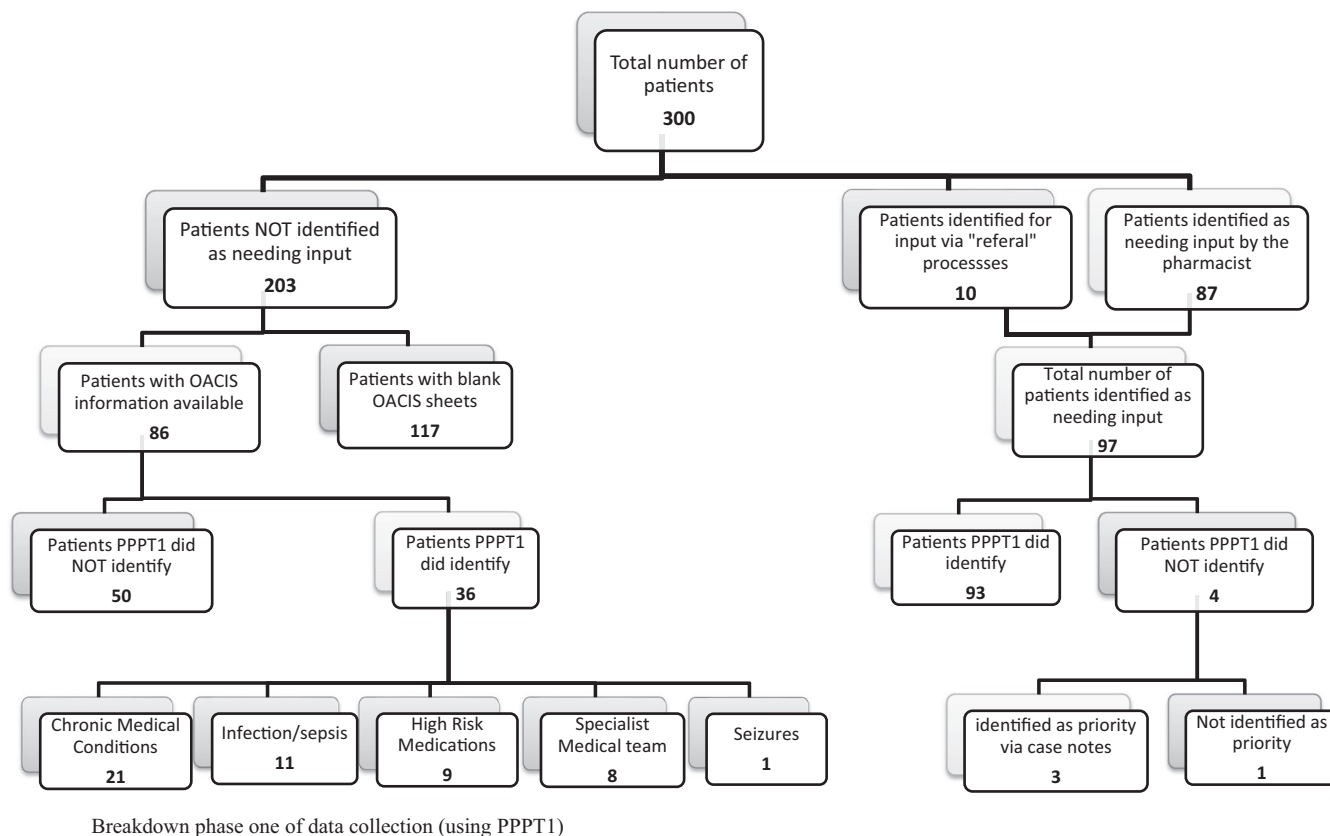 Total number of
patients
300
Patients NOT identified
as needing input
203
Patients identified for
input via "referal"
processses
10
Patients identified as
needing input by the
pharmacist
87
Patients with OACIS
information available
86
Patients with blank
OACIS sheets
117
Total number of
patients identified as
needing input
97
Patients PPPT1 did
NOT identify
50
Patients PPPT1
did identify
36
Patients PPPT1 did
identify
93
Patients PPPT1 did
NOT identify
4
Chronic Medical
Conditions
21
Infection/sepsis
11
High Risk
Medications
9
Specialist
Medical team
8
Seizures
1
identified as priority
via case notes
3
Not identified as
priority
1
Breakdown phase one of data collection (using PPPT1)